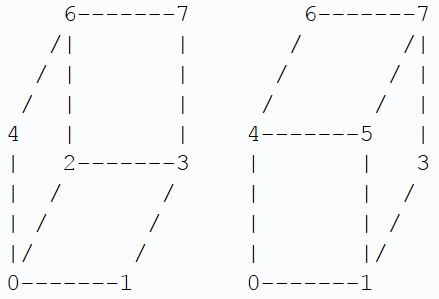 6-------7          6-------7
   /|       |         /       /|
  / |       |        /       / |
 /  |       |       /       /  |
4   |       |      4-------5   |
|   2-------3      |       |   3
|  /       /       |       |  /
| /       /        |       | /
|/       /         |       |/
0-------1          0-------1